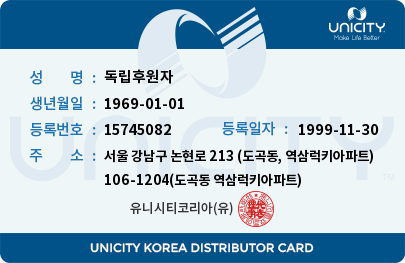 UNICITY
Make Life Better
성 명 : 독립후원자
생년월일 : 1969-01-01
등록번호 : 15745082 등록일자 : 1999-11-30
주 소 : 서울 강남구 논현로 213 (도곡동, 역삼럭키아파트)
106-1204(도곡동 역삼럭키아파트)
유니시티코리아(유)
UNICITY
TM
UNICITY KOREA DISTRIBUTOR CARD